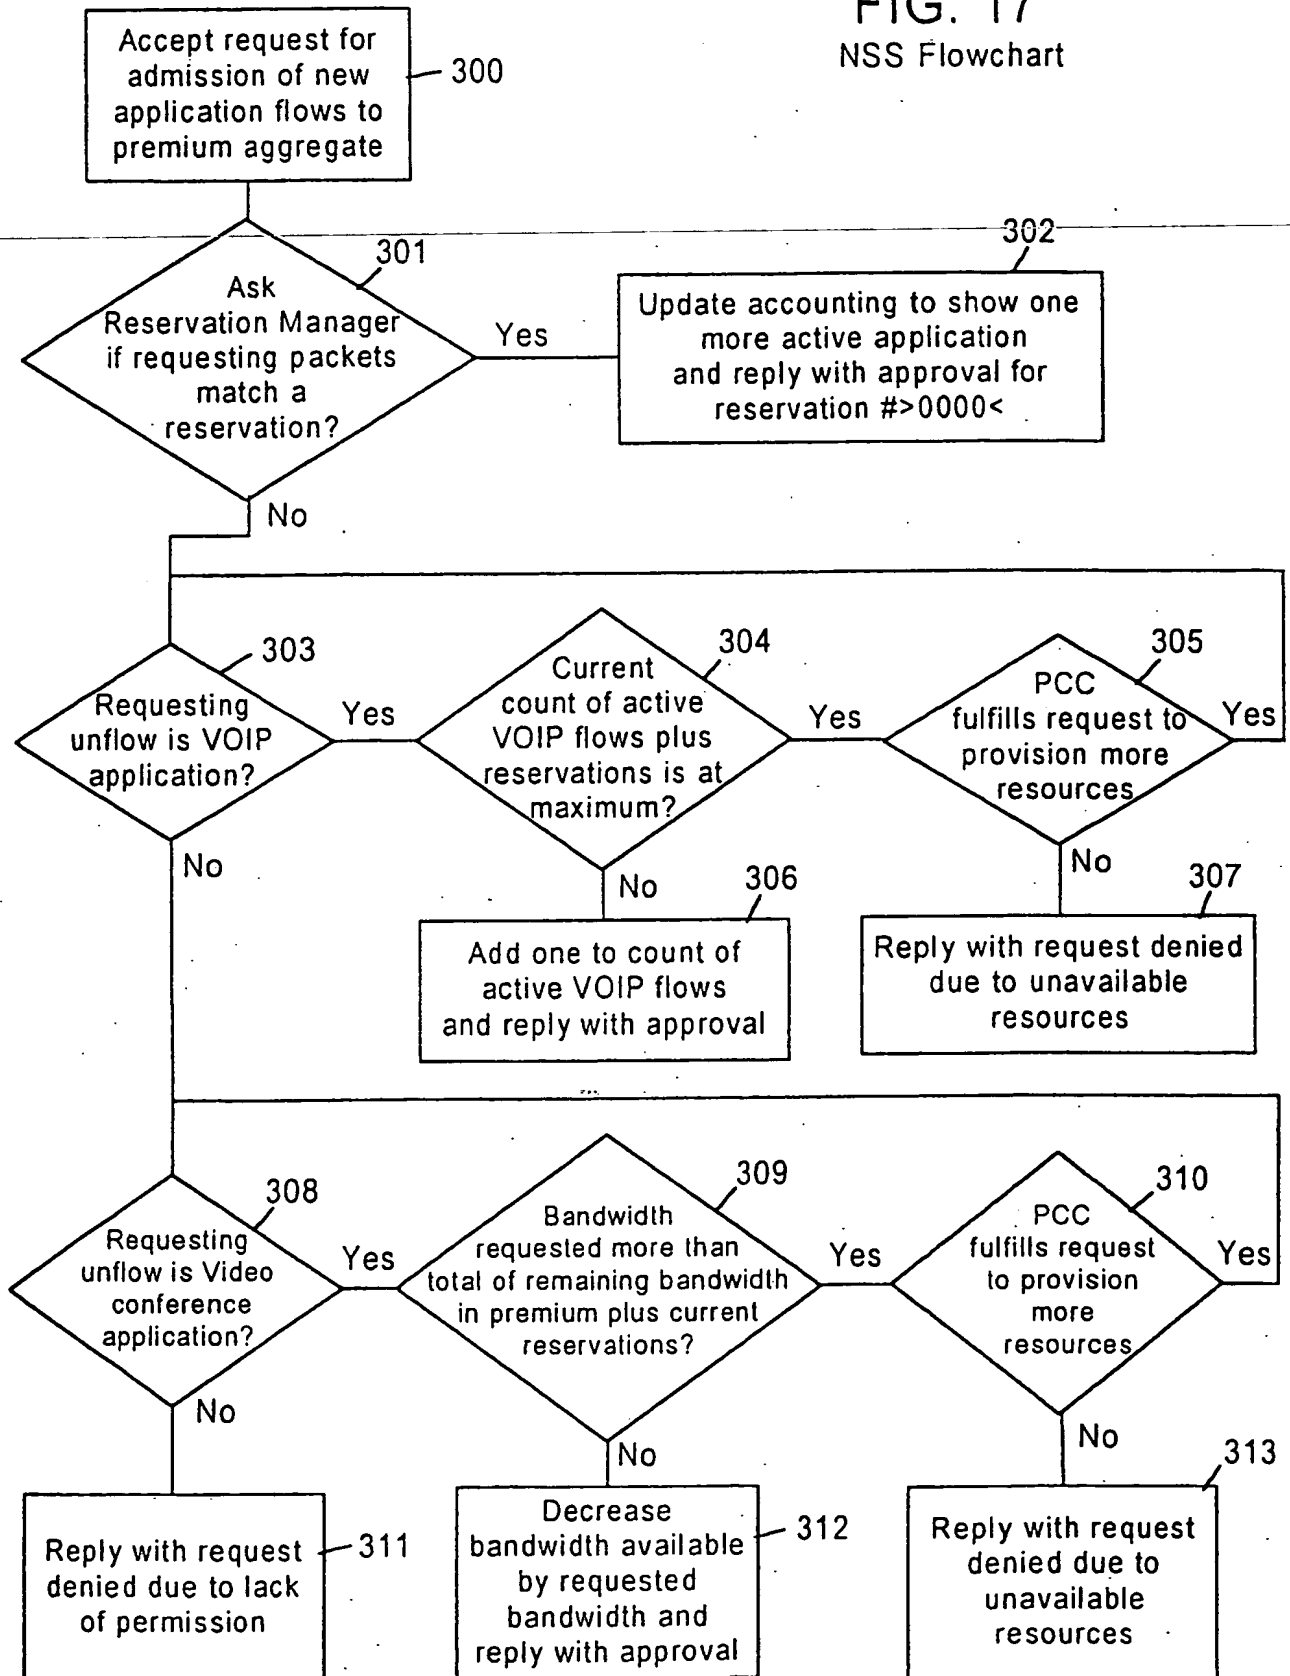 FIG. 17
NSS Flowchart
Accept request for
admission of new
application flows to
premium aggregate
300
301
Ask
Reservation Manager
if requesting packets
match a
reservation?
Yes
302
Update accounting to show one
more active application
and reply with approval for
reservation #>0000<
No
303
Requesting
unflow is VOIP
application?
Yes
304
Current
count of active
VOIP flows plus
reservations is at
maximum?
Yes
305
PCC
fulfills request to
provision more
resources
Yes
No
No
306
Add one to count of
active VOIP flows
and reply with approval
No
307
Reply with request denied
due to unavailable
resources
308
Requesting
unflow is Video
conference
application?
Yes
309
Bandwidth
requested more than
total of remaining bandwidth
in premium plus current
reservations?
Yes
310
PCC
fulfills request
to provision
more
resources
Yes
No
311
Reply with request
denied due to lack
of permission
No
312
Decrease
bandwidth available
by requested
bandwidth and
reply with approval
No
313
Reply with request
denied due to
unavailable
resources